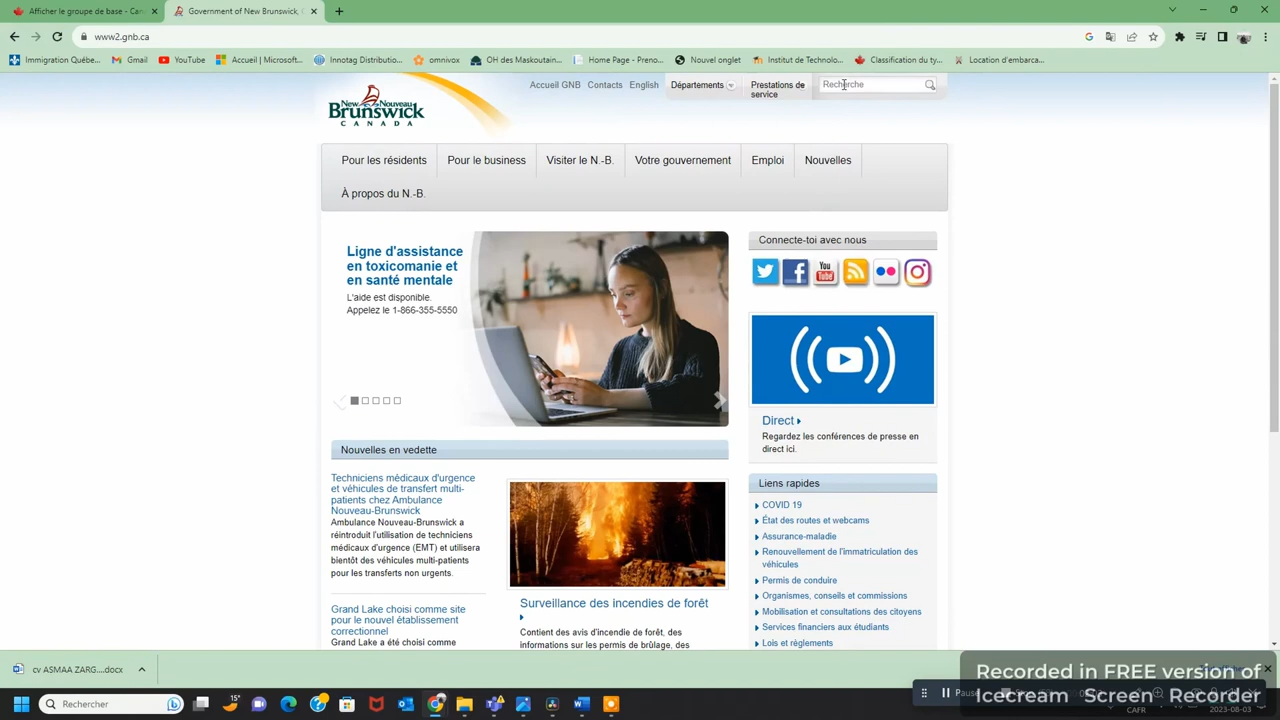 Afficher le groupe de base - Can
Government of New Brunswick, C
www2.gnb.ca
Immigration Québe...
Gmail
YouTube
Accueil | Microsof...
Innotag Distributio...
omnivox
OH des Maskoutain...
Home Page - Preno...
Nouvel onglet
Institut de Technolo...
Classification du ty...
Location d'embarca...
New Nouveau
Brunswick
CANADA
Accueil GNB Contacts English Départements
Prestations de
service
Recherche
Pour les résidents Pour le business Visiter le N.-B. Votre gouvernement Emploi Nouvelles
À propos du N.-B.
Ligne d'assistance
en toxicomanie et
en santé mentale
L'aide est disponible.
Appelez le 1-866-355-5550
Connecte-toi avec nous
You
Tube
Direct
Regardez les conférences de presse en
direct ici.
Nouvelles en vedette
Techniciens médicaux d'urgence
et véhicules de transfert multi-
patients chez Ambulance
Nouveau-Brunswick
Ambulance Nouveau-Brunswick a
réintroduit l'utilisation de techniciens
médicaux d'urgence (EMT) et utilisera
bientôt des véhicules multi-patients
pour les transferts non urgents.
Grand Lake choisi comme site
pour le nouvel établissement
correctionnel
Grand Lake a été choisi comme
Surveillance des incendies de forêt
Contient des avis d'incendie de forêt, des
informations sur les permis de brûlage, des
Liens rapides
COVID 19
État des routes et webcams
Assurance-maladie
Renouvellement de l'immatriculation des
véhicules
Permis de conduire
Organismes, conseils et commissions
Mobilisation et consultations des citoyens
Services financiers aux étudiants
Lois et règlements
cv ASMAA ZARG....docx
Recorded in FREE version of
Icecream Screen Recorder
Pause
Rechercher
15°
CAFR
2023-08-03